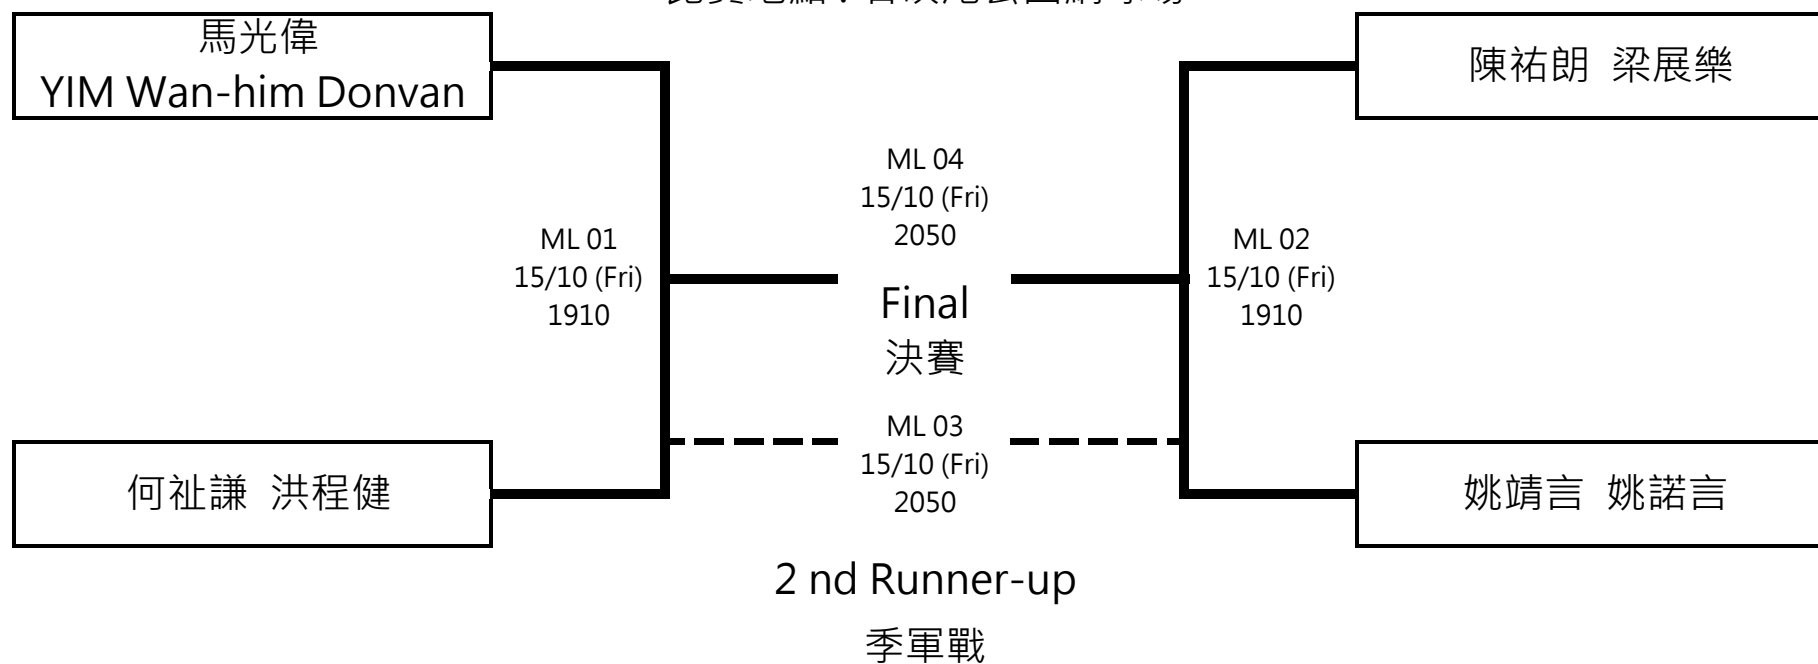 馬光偉
YIM Wan-him Donvan
陳祐朗 梁展樂
ML 04
15/10 (Fri)
2050
ML 01
15/10 (Fri)
1910
ML 02
15/10 (Fri)
1910
Final
決賽
ML 03
15/10 (Fri)
2050
何祉謙 洪程健
姚靖言 姚諾言
2 nd Runner-up
季軍戰